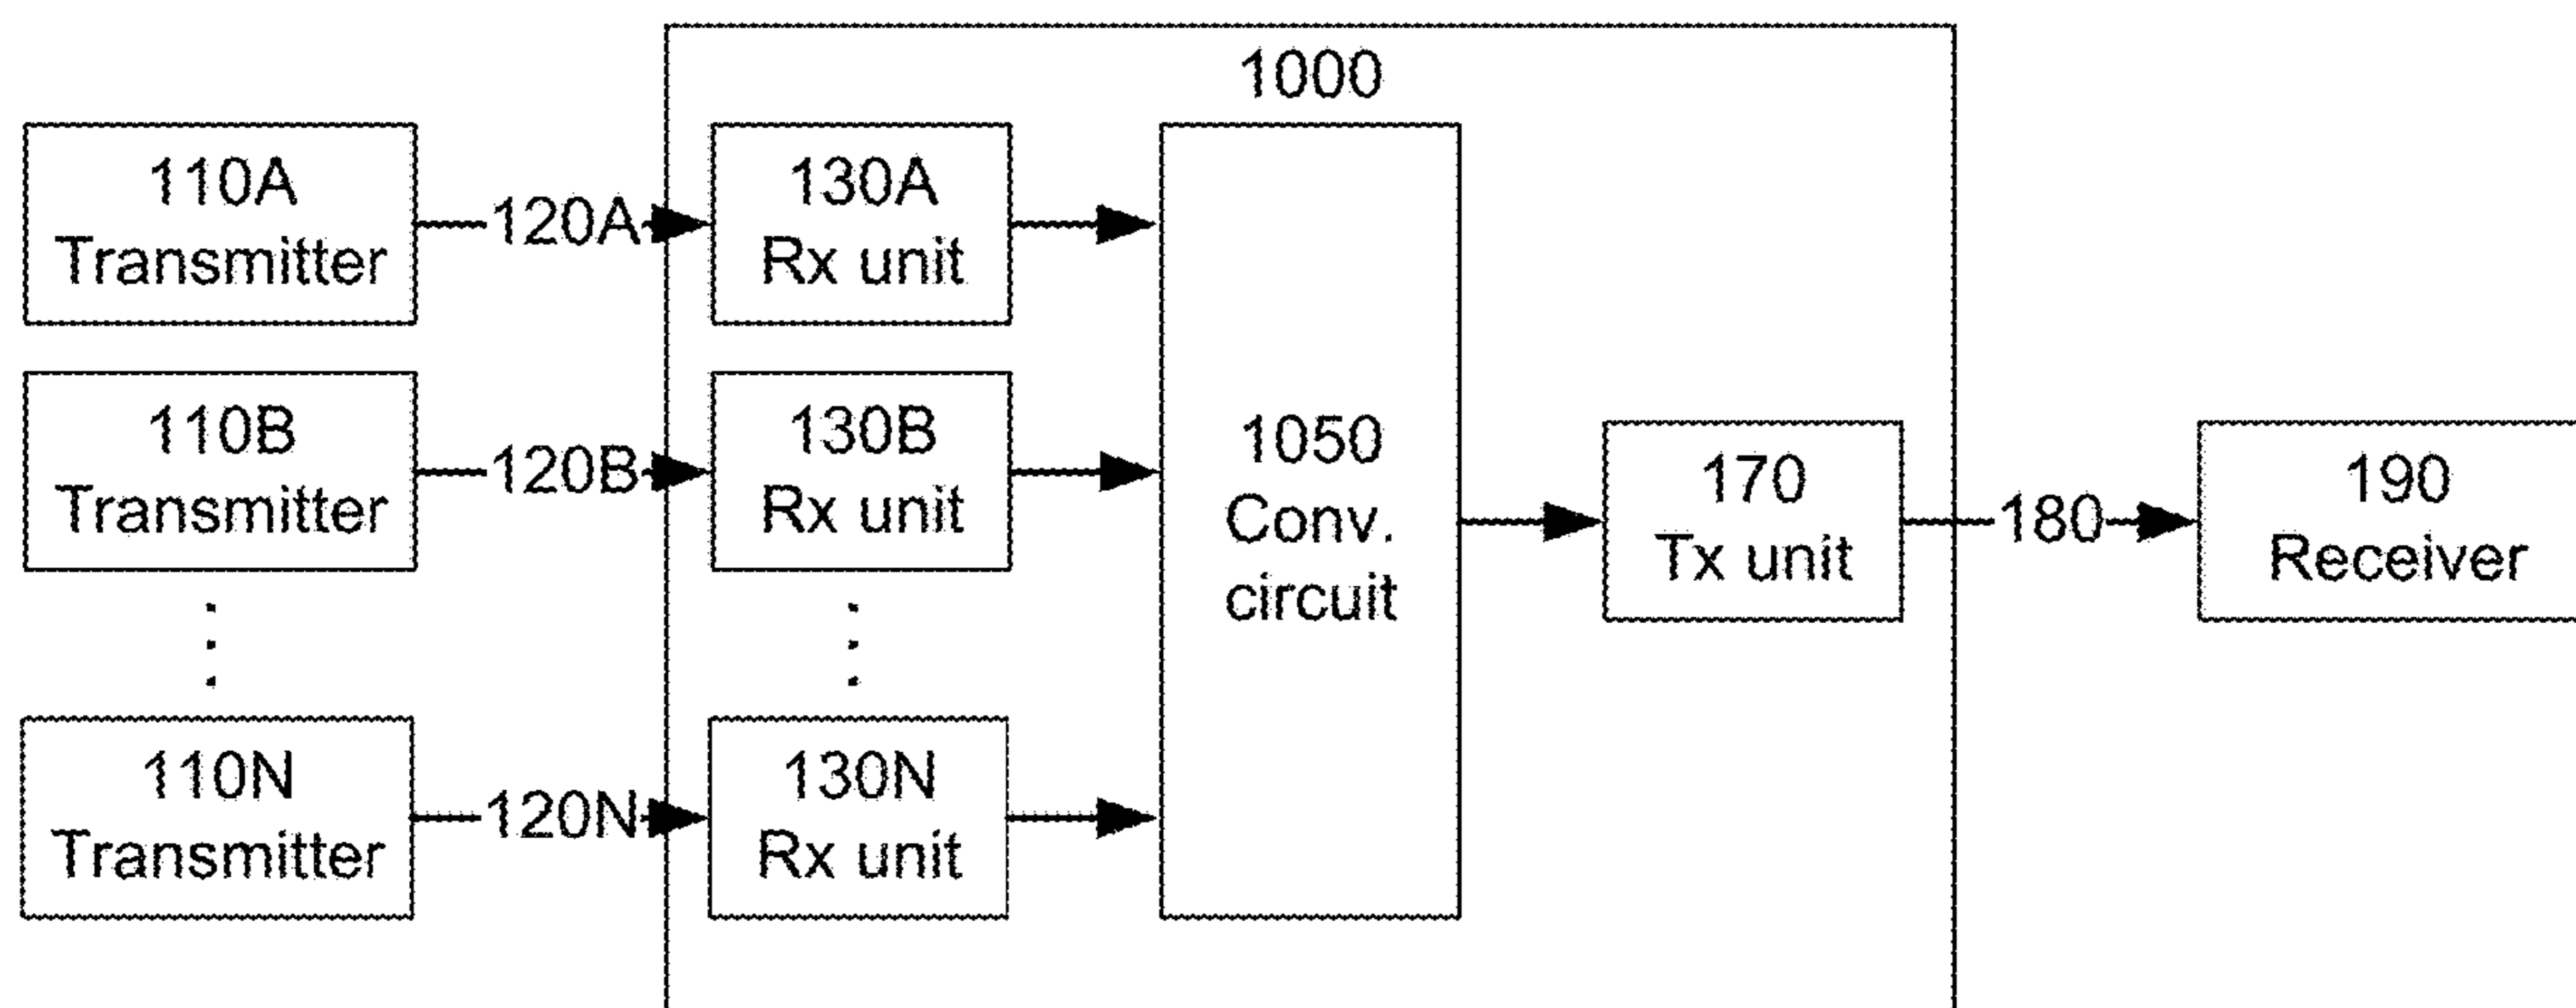 1000
110A
Transmitter
120A
130A
Rx unit
110B
Transmitter
120B
130B
Rx unit
1050
Conv.
circuit
170
Tx unit
180
190
Receiver
110N
Transmitter
120N
130N
Rx unit